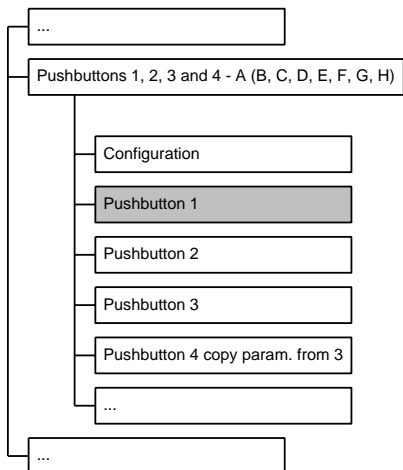 ...
Pushbuttons 1, 2, 3 and 4 - A (B, C, D, E, F, G, H)
Configuration
Pushbutton 1
Pushbutton 2
Pushbutton 3
Pushbutton 4 copy param. from 3
...
...